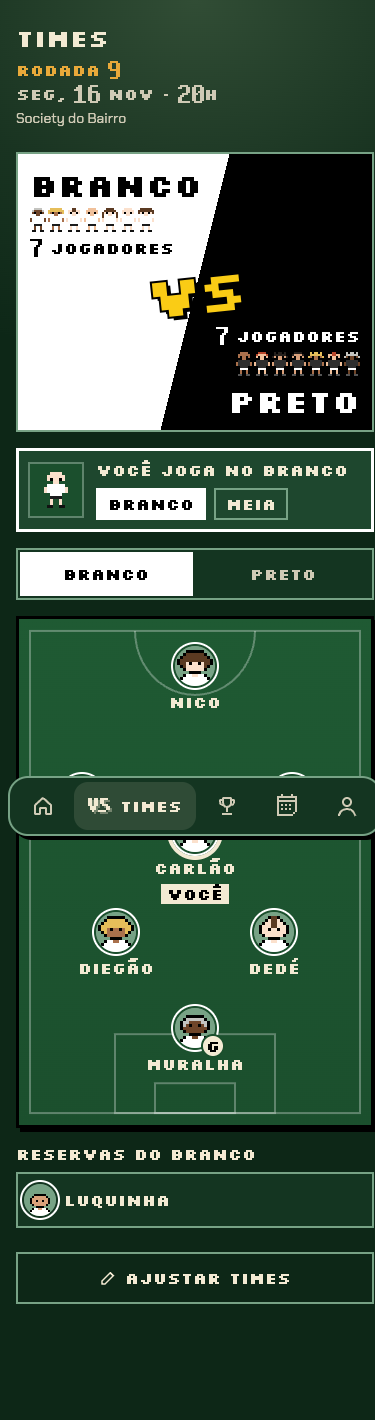 TIMES
RODADA 9
SEG, 16 NOV · 20H
Society do Bairro
BRANCO
7 JOGADORES
VS
7 JOGADORES
PRETO
VOCÊ JOGA NO BRANCO
BRANCO MEIA
BRANCO PRETO
NICO
VS TIMES
CARLÃO
VOCÊ
DIEGÃO DEDÉ
G
MURALHA
RESERVAS DO BRANCO
LUQUINHA
AJUSTAR TIMES